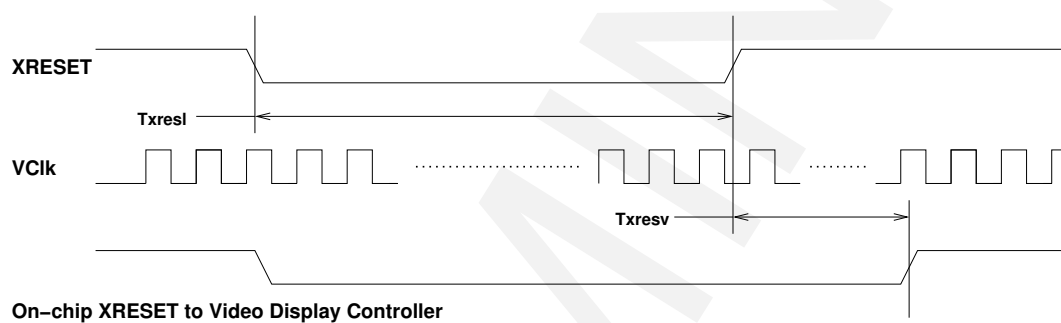 XRESET
Txresl
VClk
Txresv
On-chip XRESET to Video Display Controller